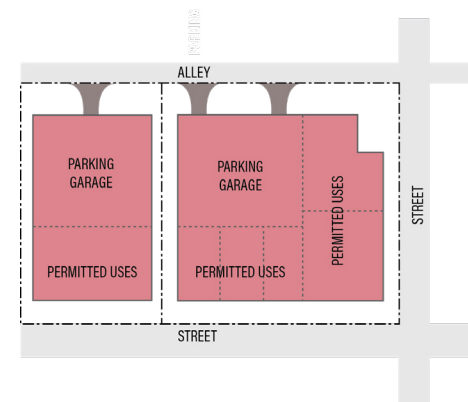 ALLEY
PARKING
GARAGE
PERMITTED USES
PARKING
GARAGE
PERMITTED USES
PERMITTED USES
STREET
STREET